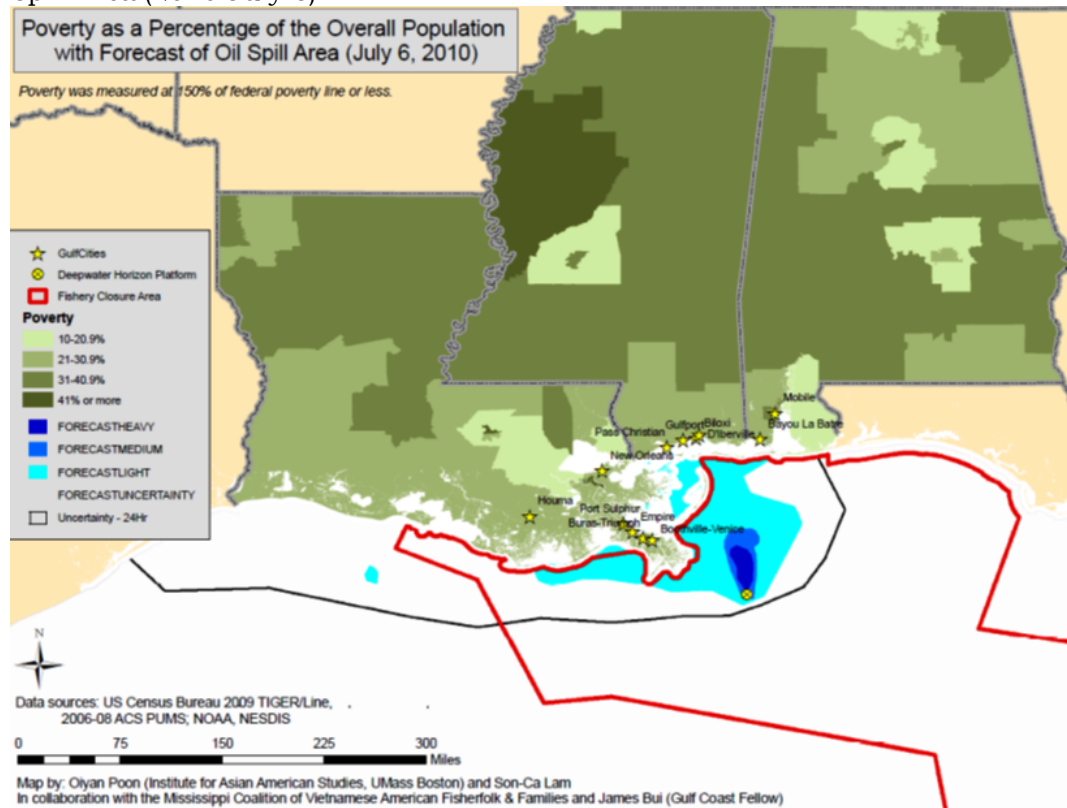 Poverty as a Percentage of the Overall Population
with Forecast of Oil Spill Area (July 6, 2010)
Poverty was measured at 150% of federal poverty line or less.
GulfCities
Deepwater Horizon Platform
Fishery Closure Area
Poverty
10-20.9%
21-30.9%
31-40.9%
41% or more
FORECASTHEAVY
FORECASTMEDIUM
FORECASTLIGHT
FORECASTUNCERTAINTY
Uncertainty - 24Hr
Mobile
Bayou La Batre
Biloxi
Gulfport
D'Iberville
Pass Christian
New Orleans
Houma
Port Sulphur
Empire
Buras-Triumph
Boothville-Venice
N
Data sources: US Census Bureau 2009 TIGER/Line,
2006-08 ACS PUMS; NOAA, NESDIS
0 75 150 225 300
Miles
Map by: Oiyan Poon (Institute for Asian American Studies, UMass Boston) and Son-Ca Lam
In collaboration with the Mississippi Coalition of Vietnamese American Fisherfolk & Families and James Bui (Gulf Coast Fellow)